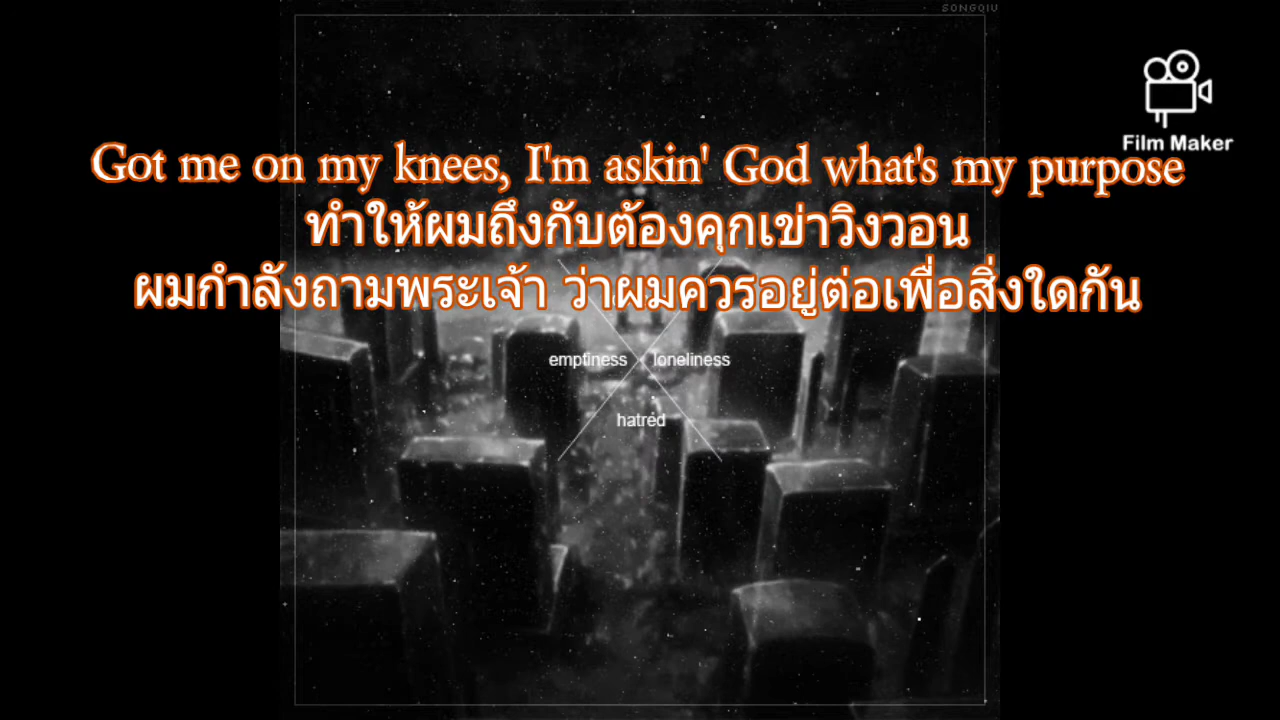 SONGQIU
Film Maker
Got me on my knees, I'm askin' God what's my purpose
ทำให้ผมถึงกับต้องคุกเข่าวิงวอน
ผมกำลังถามพระเจ้า ว่าผมควรอยู่ต่อเพื่อสิ่งใดกัน
emptiness loneliness
hatred